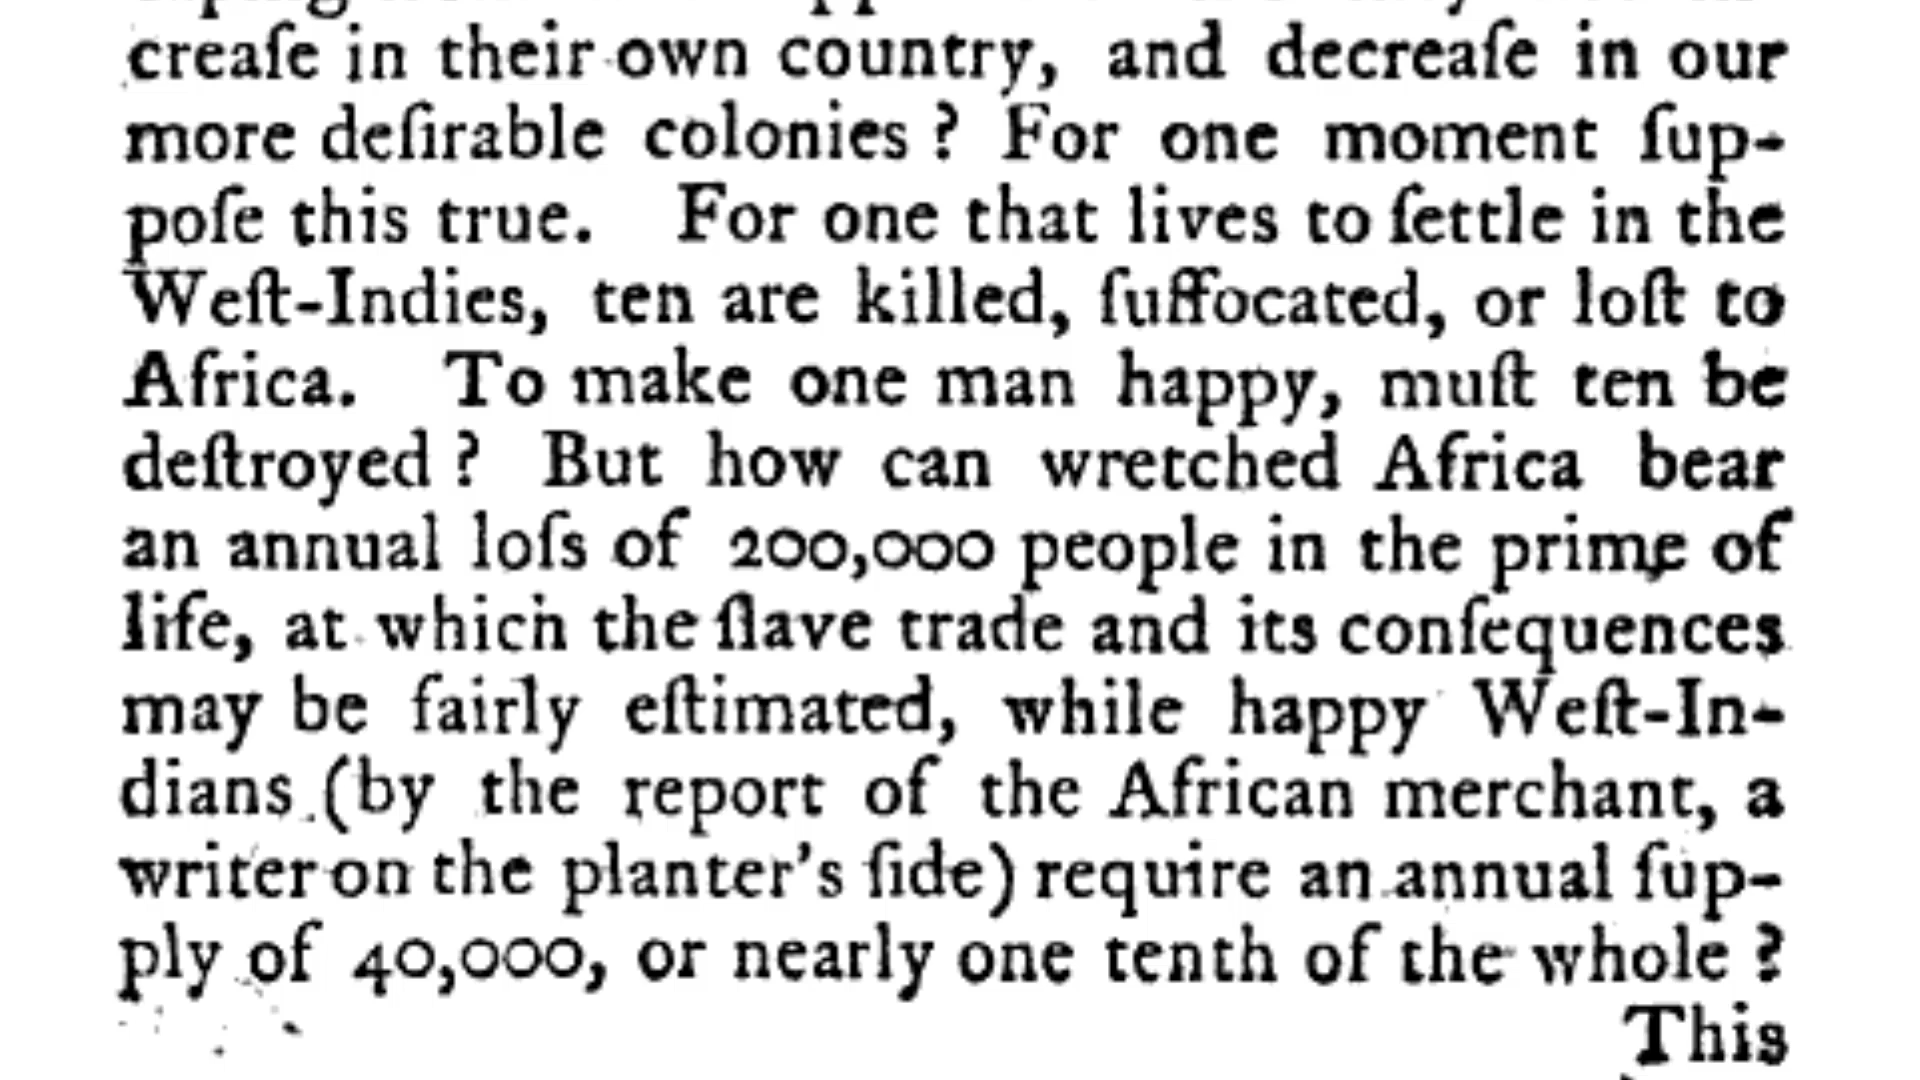 creaſe in their own country, and decreaſe in our
more deſirable colonies ? For one moment ſup-
poſe this true. For one that lives to ſettle in the
Weſt-Indies, ten are killed, ſuffocated, or loſt to
Africa. To make one man happy, muſt ten be
deſtroyed ? But how can wretched Africa bear
an annual loſs of 200,000 people in the prime of
life, at which the ſlave trade and its conſequences
may be fairly eſtimated, while happy Weſt-In-
dians (by the report of the African merchant, a
writer on the planter's ſide) require an annual ſup-
ply of 40,000, or nearly one tenth of the whole ?
This